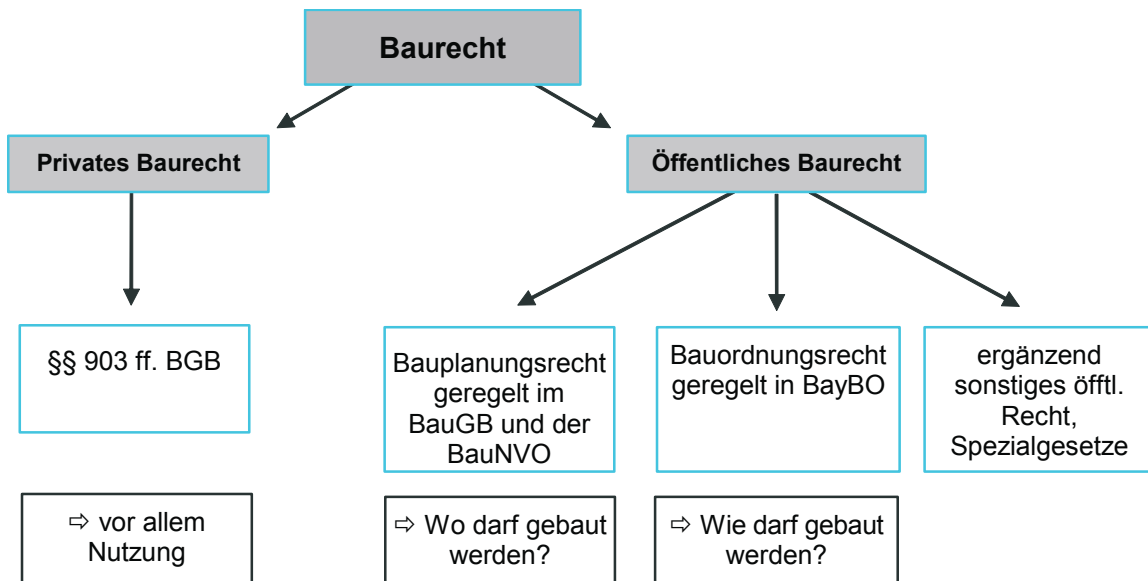 Baurecht
Privates Baurecht
Öffentliches Baurecht
§§ 903 ff. BGB
Bauplanungsrecht
geregelt im
BauGB und der
BauNVO
Bauordnungsrecht
geregelt in BayBO
ergänzend
sonstiges öfftl.
Recht,
Spezialgesetze
⇨ vor allem
Nutzung
⇨ Wo darf gebaut
werden?
⇨ Wie darf gebaut
werden?